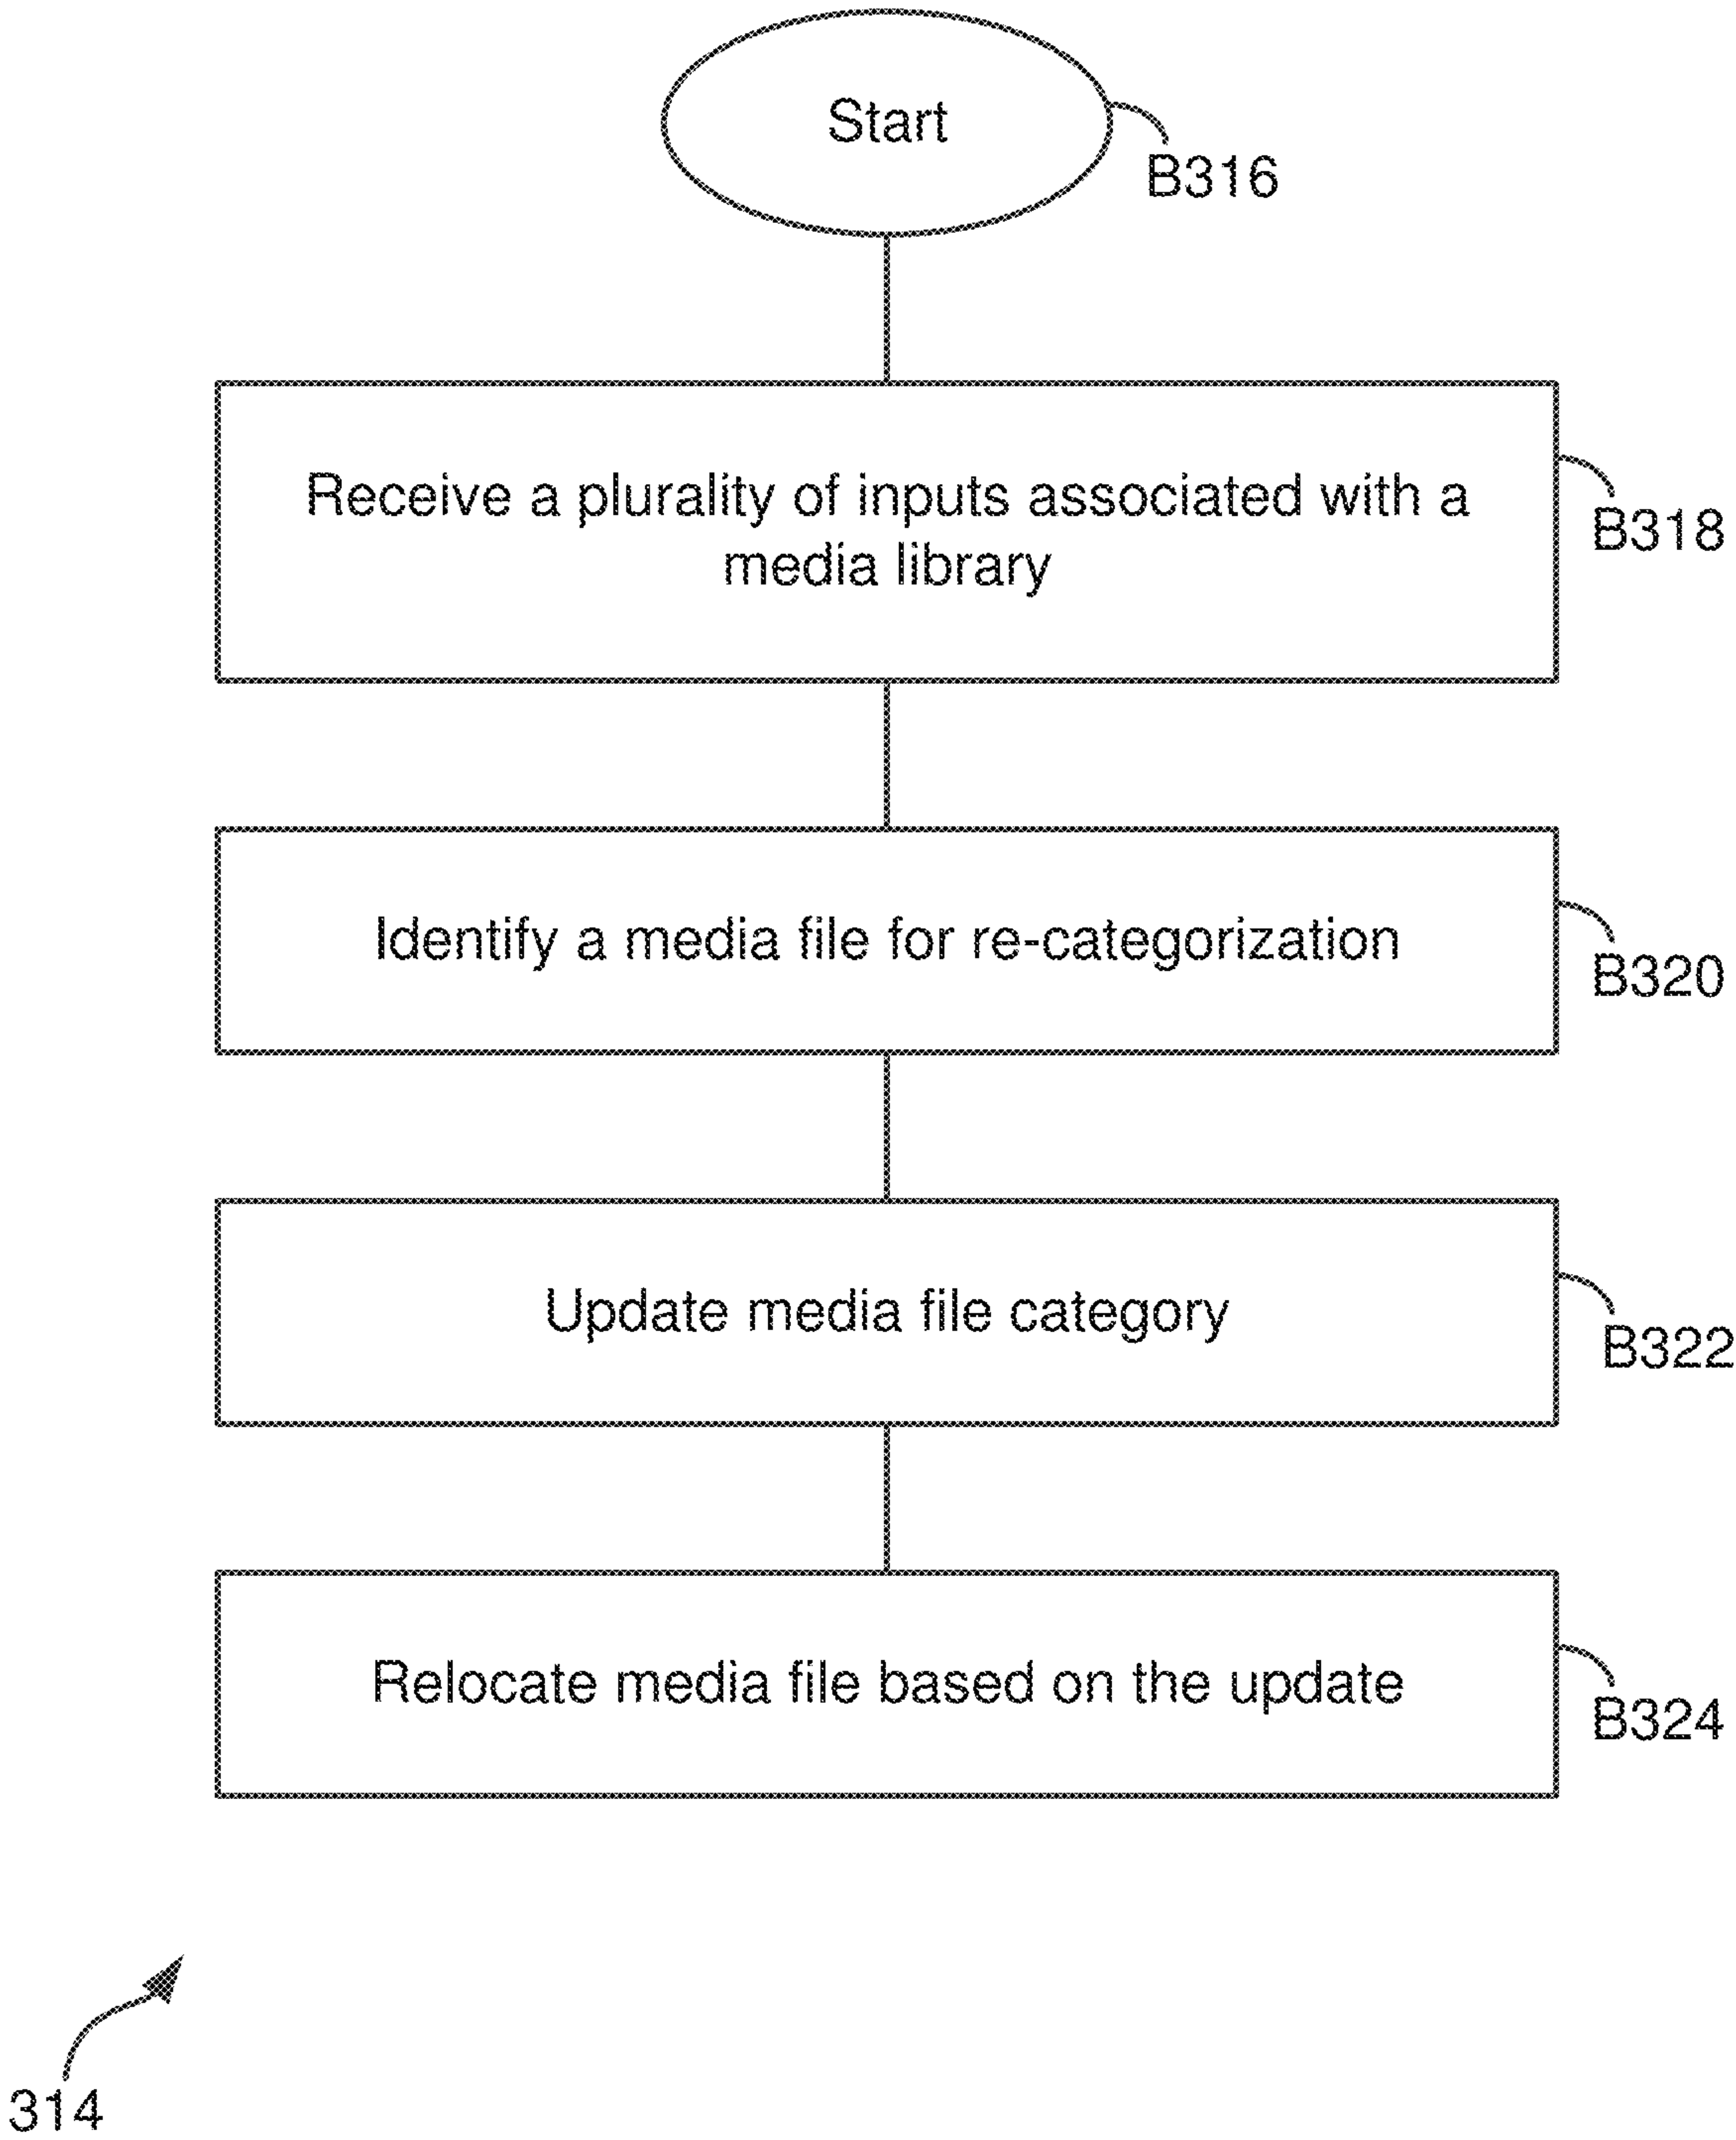 Start
B316
Receive a plurality of inputs associated with a
media library
B318
Identify a media file for re-categorization
B320
Update media file category
B322
Relocate media file based on the update
B324
314